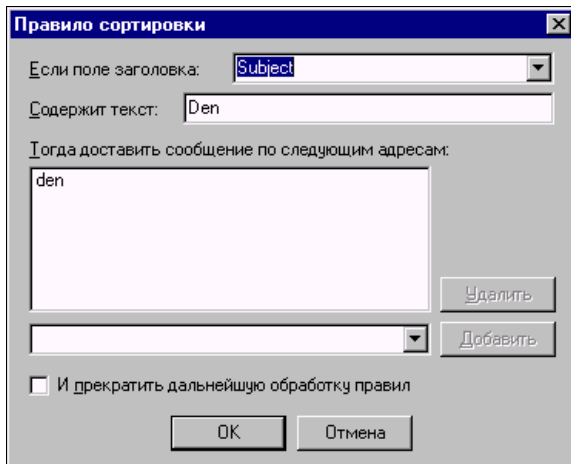 Правило сортировки
Если поле заголовка: Subject
Содержит текст: Den
Тогда доставить сообщение по следующим адресам:
den
Удалить
Добавить
И прекратить дальнейшую обработку правил
OK Отмена